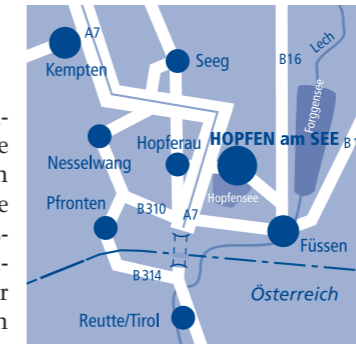 A7
Lech
Kempten
Seeg
B16
Forggensee
Hopferau
HOPFEN am SEE
B1
Nesselwang
Hopfensee
Pfronten
B310
A7
Füssen
B314
Österreich
Reutte/Tirol